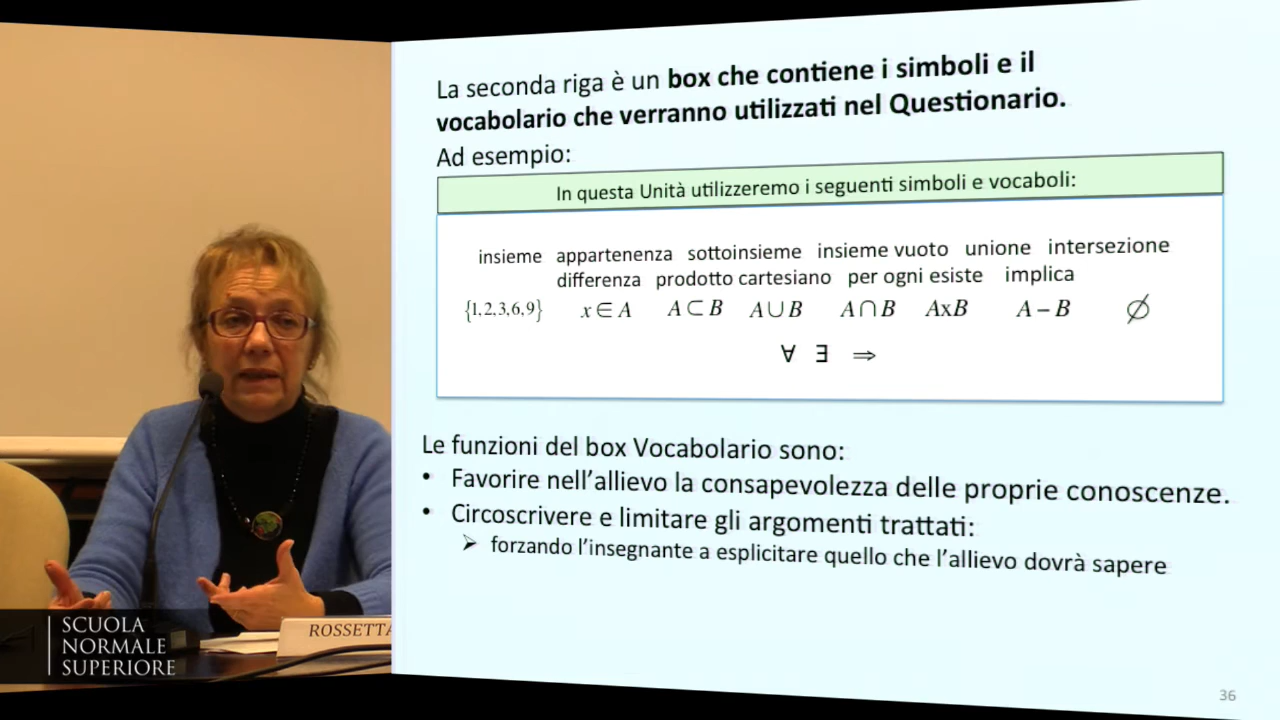 La seconda riga è un box che contiene i simboli e il
vocabolario che verranno utilizzati nel Questionario.
Ad esempio:
In questa Unità utilizzeremo i seguenti simboli e vocaboli:
insieme appartenenza sottoinsieme insieme vuoto unione intersezione
differenza prodotto cartesiano per ogni esiste implica
{1,2,3,6,9} x ∈ A A ⊂ B A ∪ B A ∩ B AxB A − B ∅
∀ ∃ ⇒
Le funzioni del box Vocabolario sono:
• Favorire nell'allievo la consapevolezza delle proprie conoscenze.
• Circoscrivere e limitare gli argomenti trattati:
➢ forzando l'insegnante a esplicitare quello che l'allievo dovrà sapere
36
ROSSETTA
SCUOLA
NORMALE
SUPERIORE